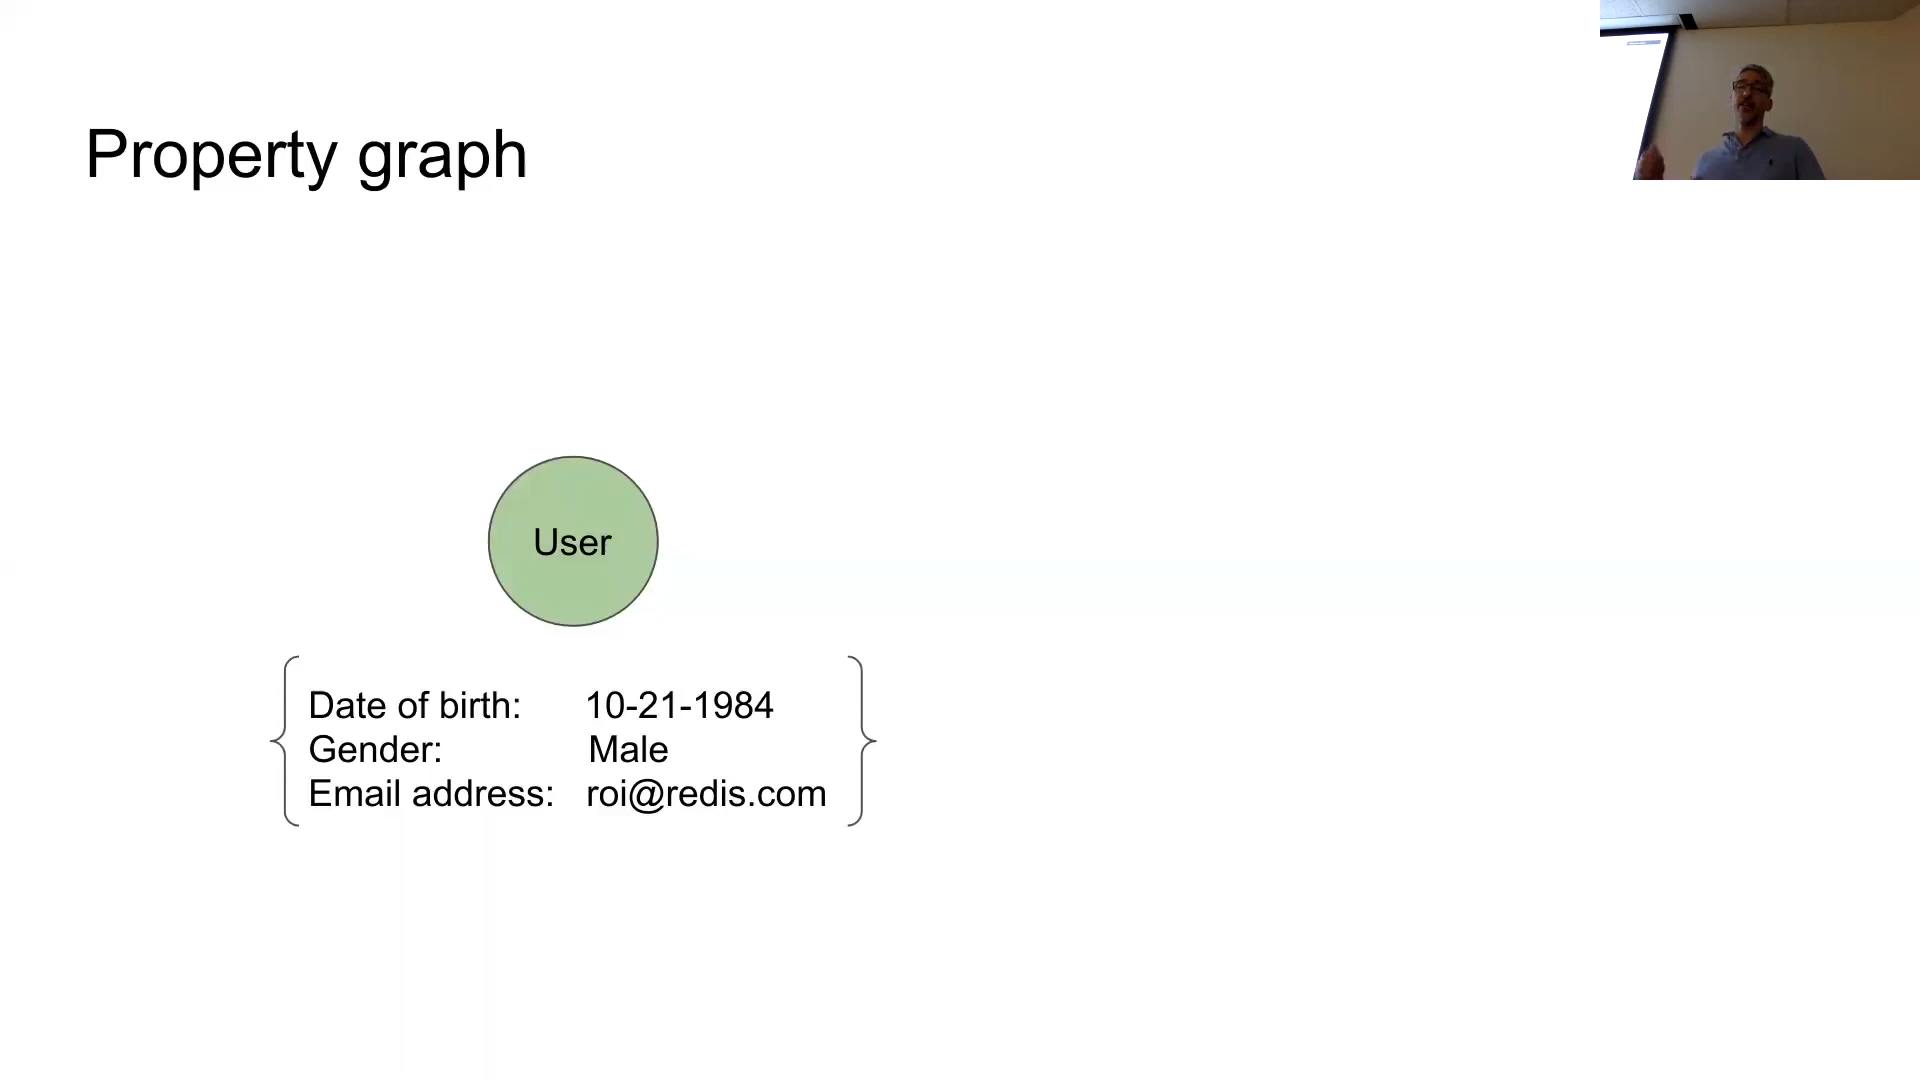 Property graph
User
Date of birth: 10-21-1984
Gender: Male
Email address: roi@redis.com